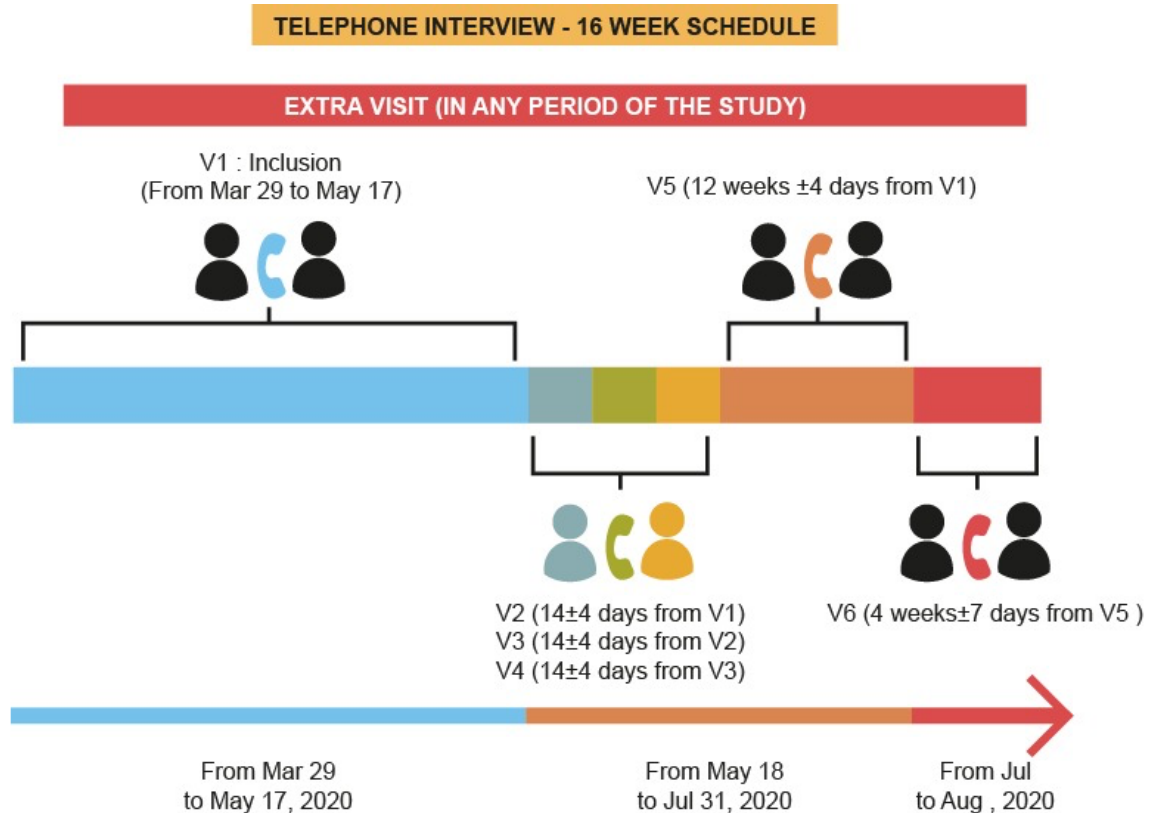 TELEPHONE INTERVIEW - 16 WEEK SCHEDULE
EXTRA VISIT (IN ANY PERIOD OF THE STUDY)
V1 : Inclusion
(From Mar 29 to May 17)
V5 (12 weeks ±4 days from V1)
V2 (14±4 days from V1)
V3 (14±4 days from V2)
V4 (14±4 days from V3)
V6 (4 weeks±7 days from V5 )
From Mar 29
to May 17, 2020
From May 18
to Jul 31, 2020
From Jul
to Aug , 2020